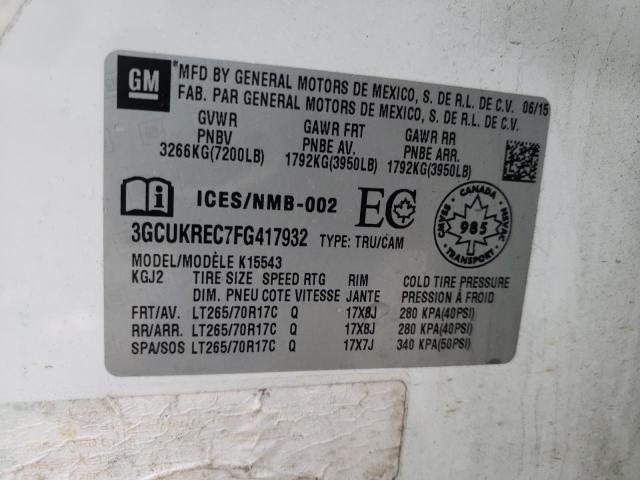 GM
*MFD BY GENERAL MOTORS DE MEXICO, S. DE R.L. DE C.V. 06/15
FAB. PAR GENERAL MOTORS DE MEXICO, S. DE R.L. DE C.V.
GVWR GAWR FRT GAWR RR
PNBV PNBE AV. PNBE ARR.
3266KG(7200LB) 1792KG(3950LB) 1792KG(3950LB)
i ICES/NMB-002 EC
CANADA
CMVSS NSVAC
985
TRANSPORT
3GCUKREC7FG417932 TYPE: TRU/CAM
MODEL/MODÈLE K15543
KGJ2 TIRE SIZE SPEED RTG RIM COLD TIRE PRESSURE
DIM. PNEU COTE VITESSE JANTE PRESSION À FROID
FRT/AV. LT265/70R17C Q 17X8J 280 KPA(40PSI)
RR/ARR. LT265/70R17C Q 17X8J 280 KPA(40PSI)
SPA/SOS LT265/70R17C Q 17X7J 340 KPA(50PSI)